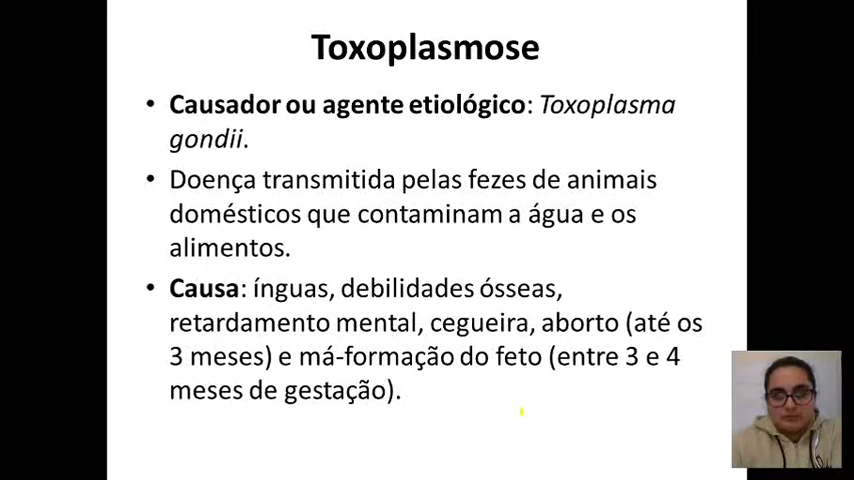 Toxoplasmose
• Causador ou agente etiológico: Toxoplasma
gondii.
• Doença transmitida pelas fezes de animais
domésticos que contaminam a água e os
alimentos.
• Causa: ínguas, debilidades ósseas,
retardamento mental, cegueira, aborto (até os
3 meses) e má-formação do feto (entre 3 e 4
meses de gestação).